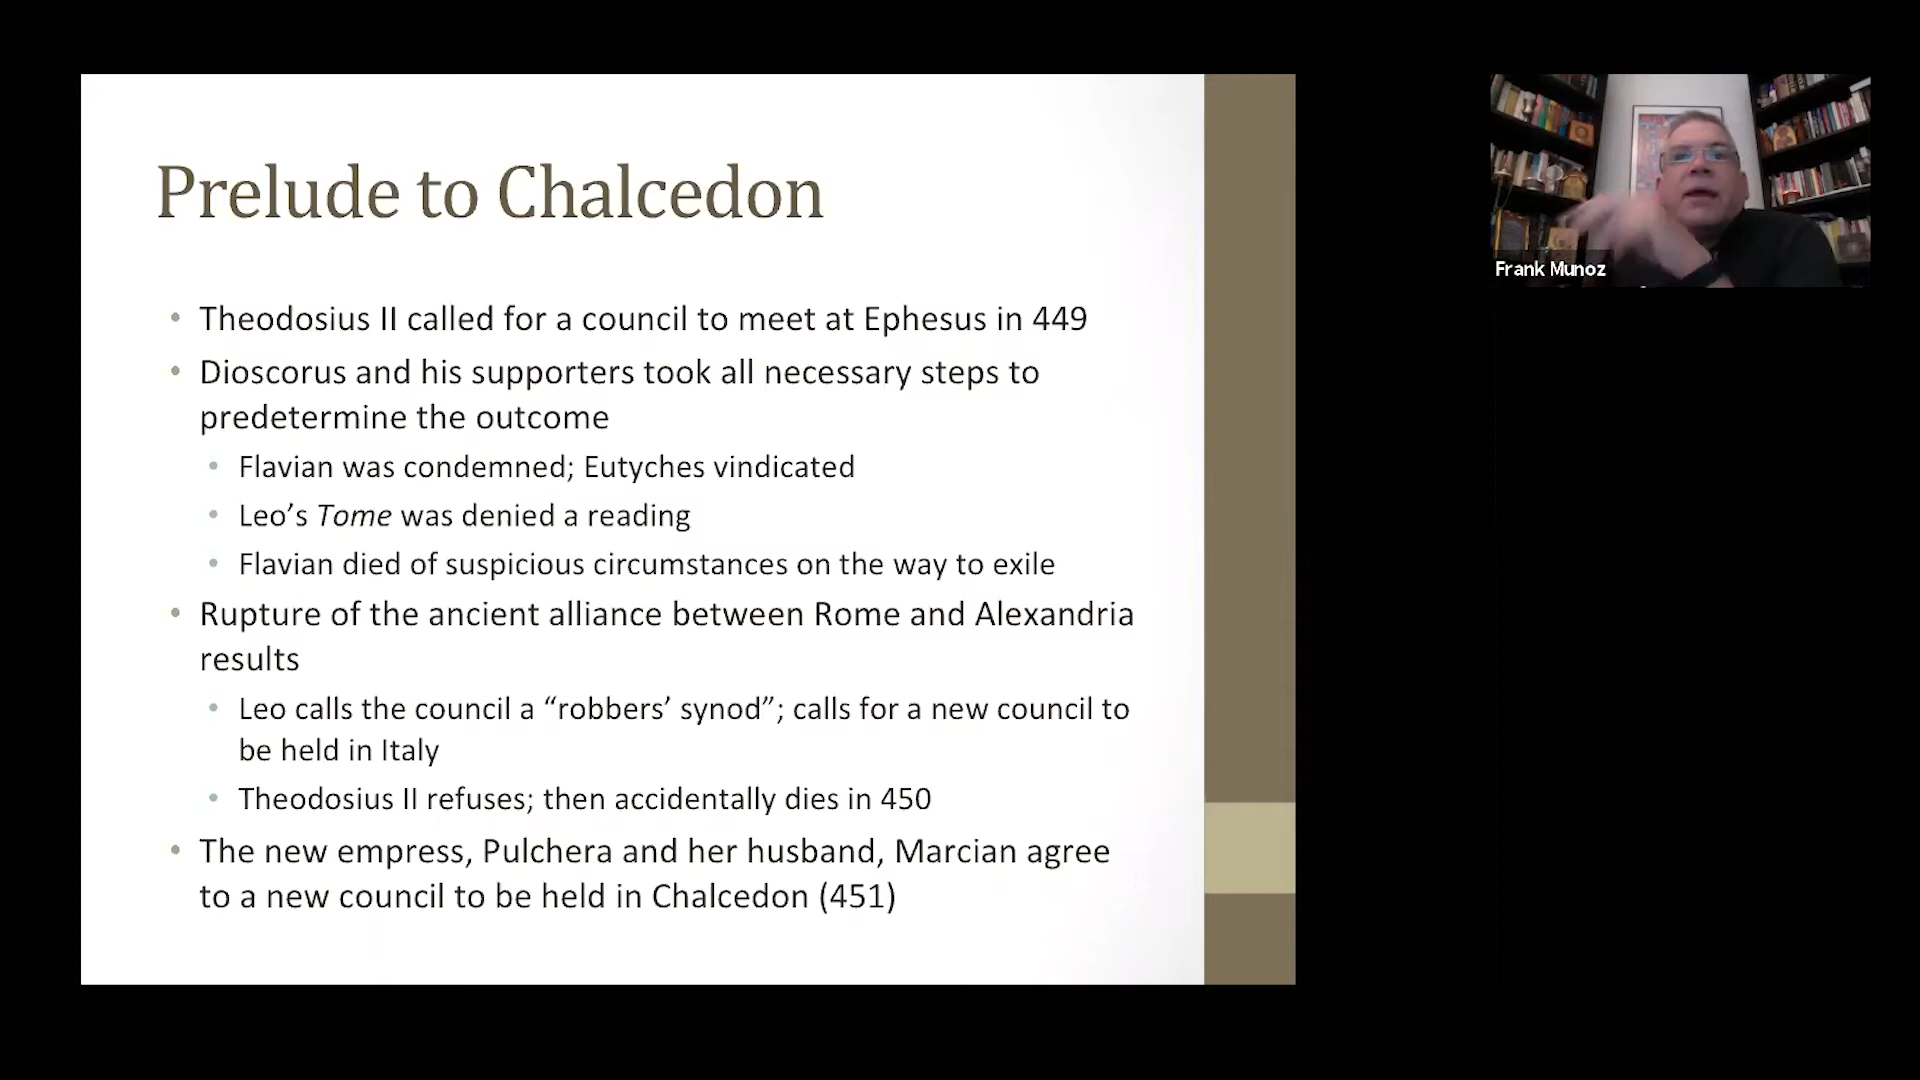 Prelude to Chalcedon
• Theodosius II called for a council to meet at Ephesus in 449
• Dioscorus and his supporters took all necessary steps to
predetermine the outcome
• Flavian was condemned; Eutyches vindicated
• Leo’s Tome was denied a reading
• Flavian died of suspicious circumstances on the way to exile
• Rupture of the ancient alliance between Rome and Alexandria
results
• Leo calls the council a “robbers’ synod”; calls for a new council to
be held in Italy
• Theodosius II refuses; then accidentally dies in 450
• The new empress, Pulchera and her husband, Marcian agree
to a new council to be held in Chalcedon (451)
Frank Munoz